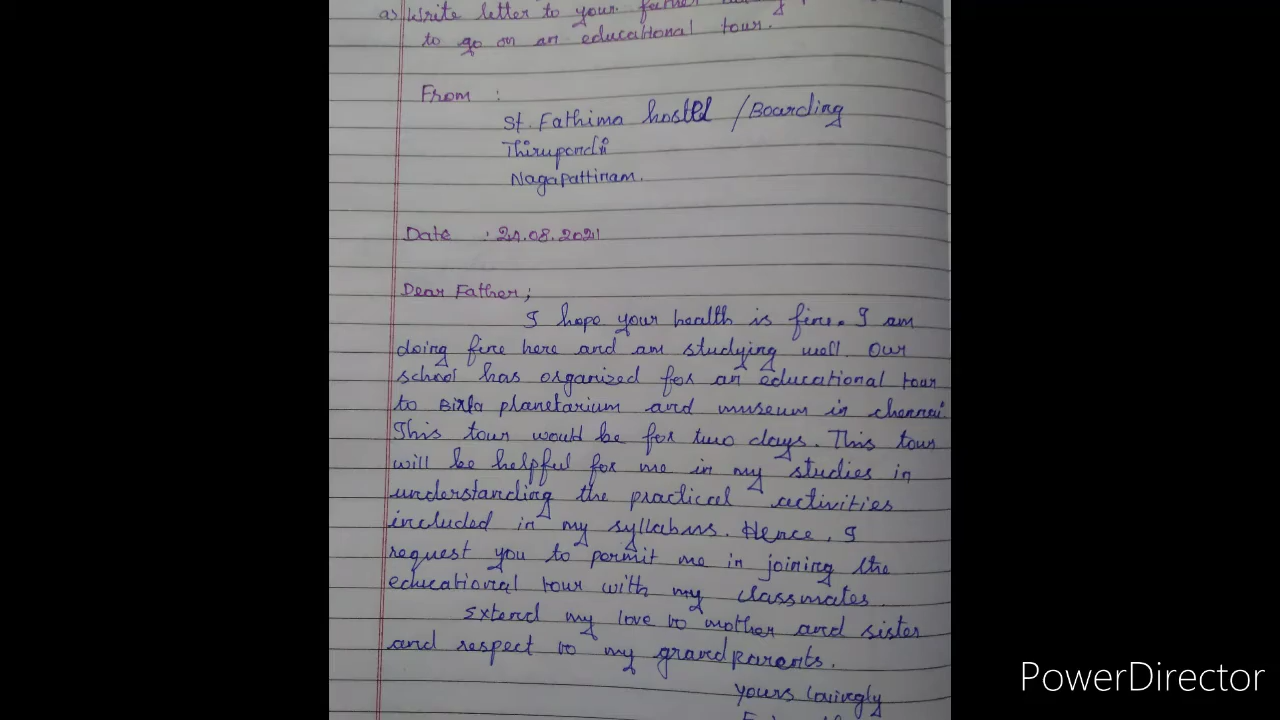 a) Write letter to your father
to go on an educational tour.
From :
St. Fathima hostel / Boarding
Thirupondi
Nagapattinam.
Date : 24.08.2021
Dear Father;
I hope your health is fine. I am
doing fine here and am studying well. Our
school has organized for an educational tour
to Birla planetarium and museum in chennai.
This tour would be for two days. This tour
will be helpful for me in my studies in
understanding the practical activities
included in my syllabus. Hence, I
request you to permit me in joining the
educational tour with my classmates.
Extend my love to mother and sister
and respect to my grandparents.
Yours lovingly
PowerDirector